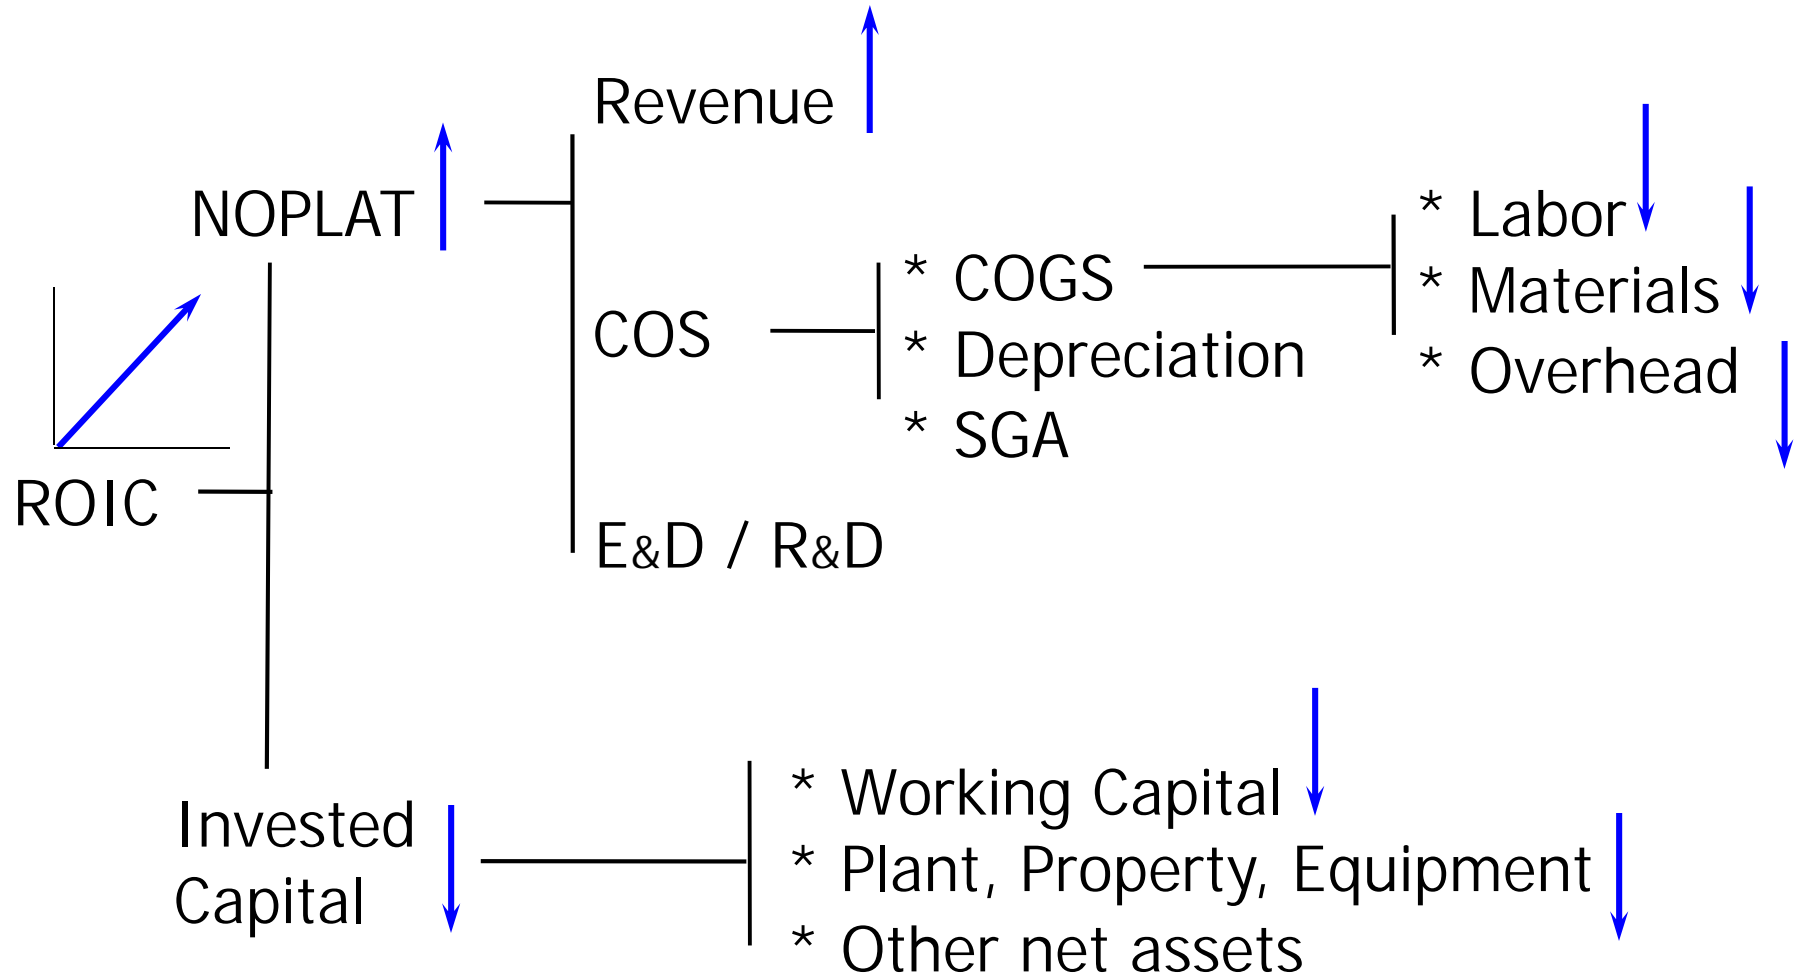 Revenue
NOPLAT
* Labor
* COGS
* Materials
COS
* Depreciation
* Overhead
* SGA
ROIC
E&D / R&D
* Working Capital
Invested
Capital
* Plant, Property, Equipment
* Other net assets